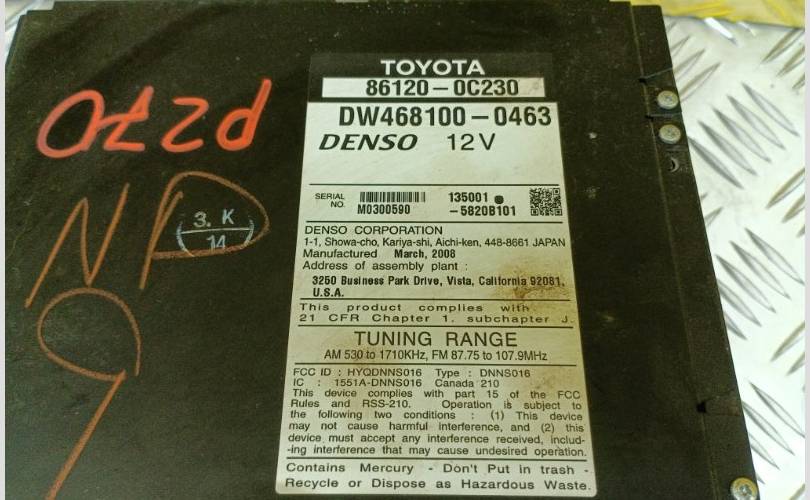 TOYOTA
86120-0C230
DW468100-0463
DENSO 12V
SERIAL NO. M0300590 135001 -5820B101
DENSO CORPORATION
1-1, Showa-cho, Kariya-shi, Aichi-ken, 448-8661 JAPAN
Manufactured March, 2008
Address of assembly plant :
3250 Business Park Drive, Vista, California 92081,
U.S.A.
This product complies with
21 CFR Chapter 1. subchapter J.
TUNING RANGE
AM 530 to 1710KHz, FM 87.75 to 107.9MHz
FCC ID : HYQDNNS016 Type : DNNS016
IC : 1551A-DNNS016 Canada 210
This device complies with part 15 of the FCC
Rules and RSS-210. Operation is subject to
the following two conditions : (1) This device
may not cause harmful interference, and (2) this
device must accept any interference received, includ-
-ing interference that may cause undesired operation.
Contains Mercury - Don't Put in trash -
Recycle or Dispose as Hazardous Waste.
NP
3. K
14
9